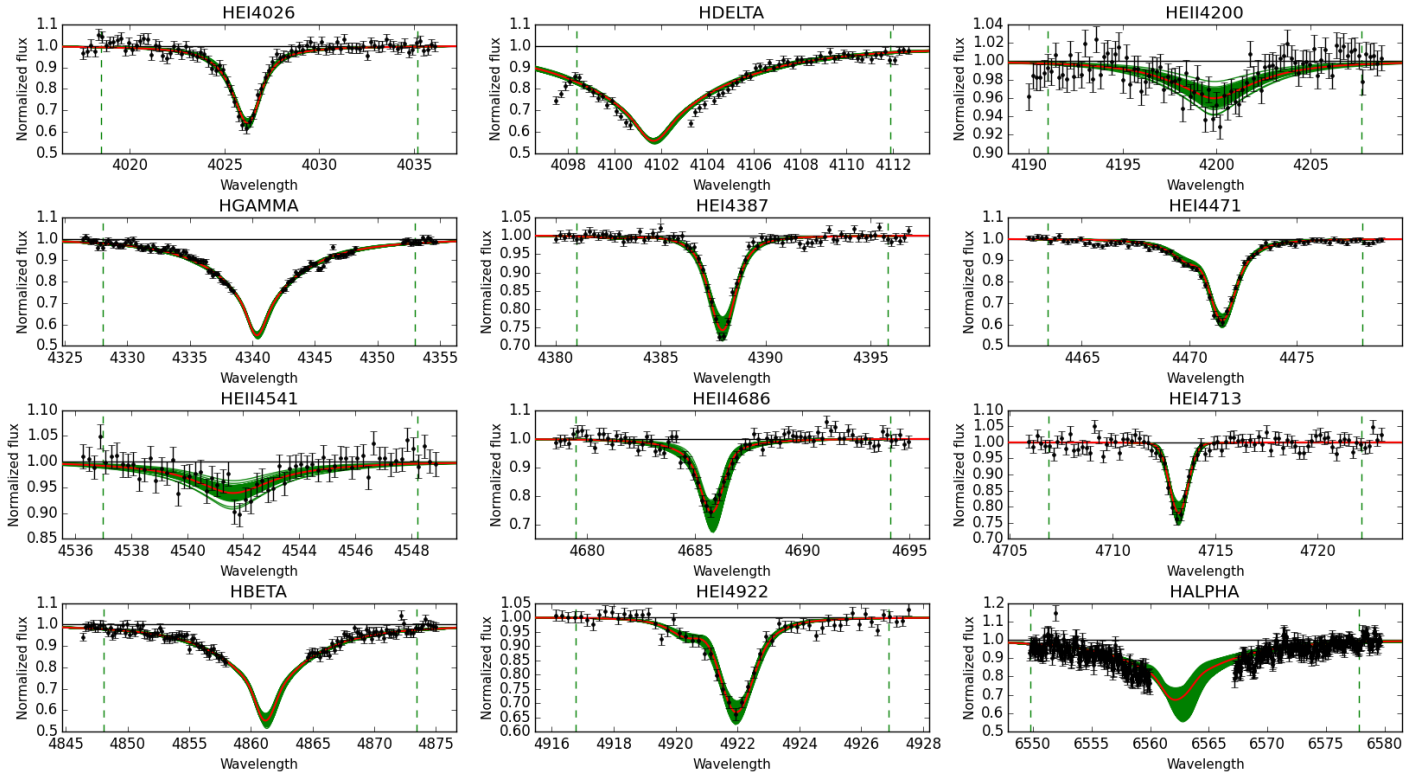 HEI4026
Normalized flux
1.1
1.0
0.9
0.8
0.7
0.6
0.5
4020 4025 4030 4035
Wavelength
HDELTA
Normalized flux
1.1
1.0
0.9
0.8
0.7
0.6
0.5
4098 4100 4102 4104 4106 4108 4110 4112
Wavelength
HEII4200
Normalized flux
1.04
1.02
1.00
0.98
0.96
0.94
0.92
0.90
4190 4195 4200 4205
Wavelength
HGAMMA
Normalized flux
1.1
1.0
0.9
0.8
0.7
0.6
0.5
4325 4330 4335 4340 4345 4350 4355
Wavelength
HEI4387
Normalized flux
1.05
1.00
0.95
0.90
0.85
0.80
0.75
0.70
4380 4385 4390 4395
Wavelength
HEI4471
Normalized flux
1.1
1.0
0.9
0.8
0.7
0.6
0.5
4465 4470 4475
Wavelength
HEII4541
Normalized flux
1.10
1.05
1.00
0.95
0.90
0.85
4536 4538 4540 4542 4544 4546 4548
Wavelength
HEII4686
Normalized flux
1.1
1.0
0.9
0.8
0.7
4680 4685 4690 4695
Wavelength
HEI4713
Normalized flux
1.10
1.05
1.00
0.95
0.90
0.85
0.80
0.75
0.70
4705 4710 4715 4720
Wavelength
HBETA
Normalized flux
1.1
1.0
0.9
0.8
0.7
0.6
0.5
4845 4850 4855 4860 4865 4870 4875
Wavelength
HEI4922
Normalized flux
1.05
1.00
0.95
0.90
0.85
0.80
0.75
0.70
0.65
0.60
4916 4918 4920 4922 4924 4926 4928
Wavelength
HALPHA
Normalized flux
1.2
1.1
1.0
0.9
0.8
0.7
0.6
0.5
6550 6555 6560 6565 6570 6575 6580
Wavelength